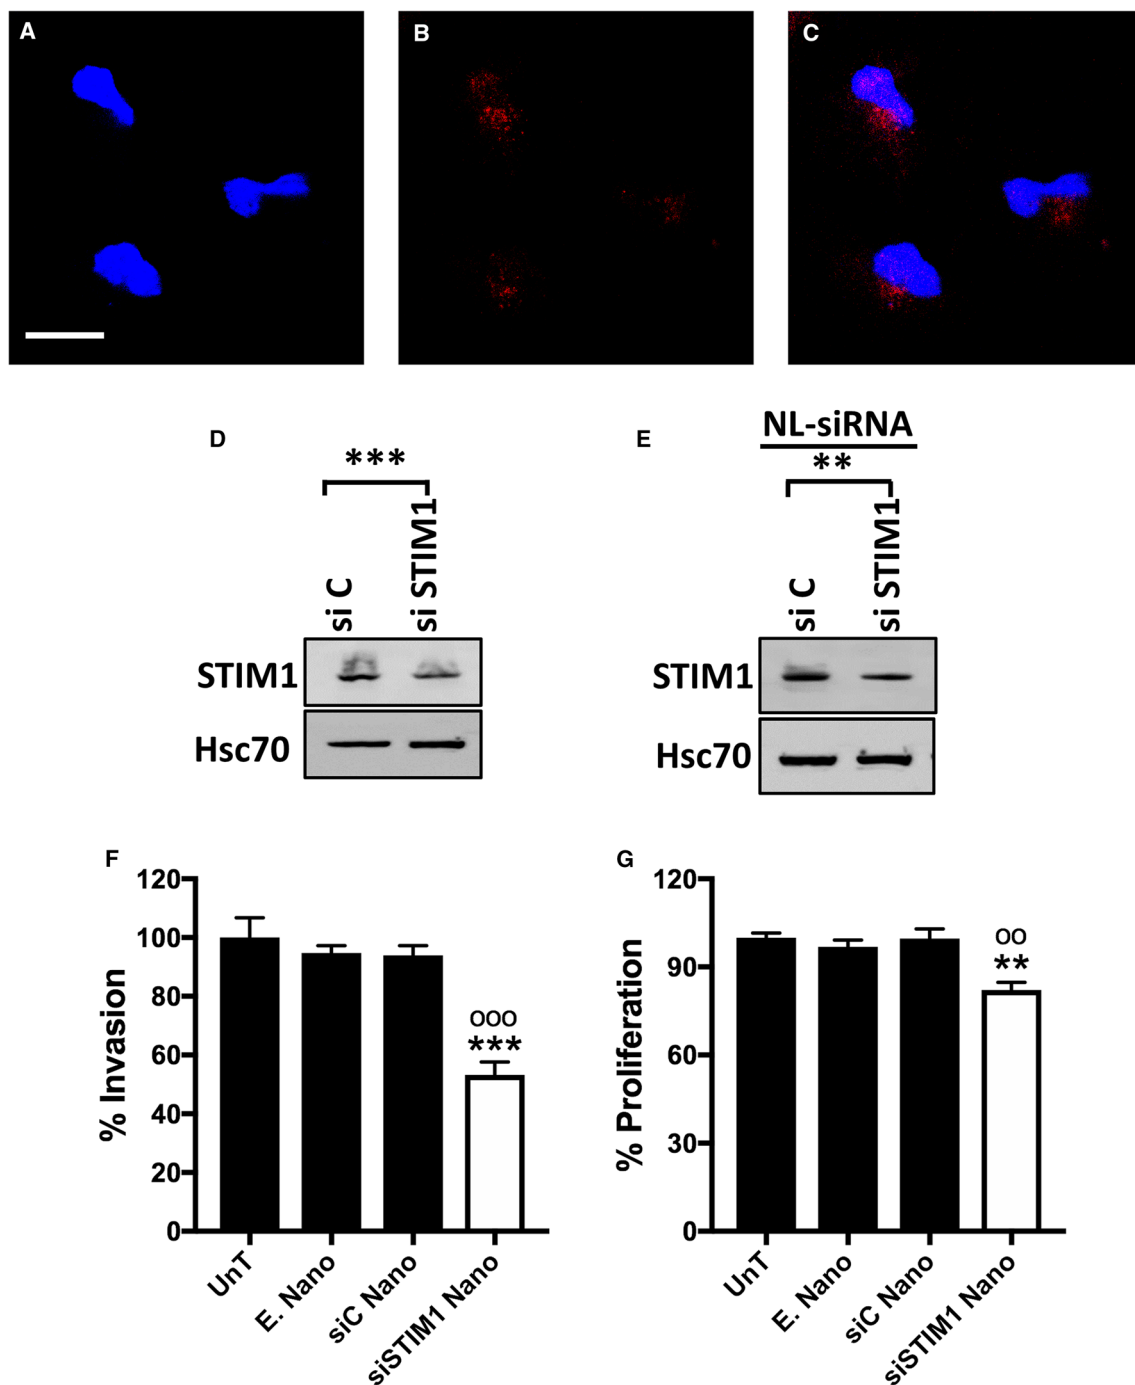 A
B
C
D
E
NL-siRNA
***
**
si C
si STIM1
si C
si STIM1
STIM1
Hsc70
STIM1
Hsc70
F
120
100
80
60
40
20
0
% Invasion
ooo
***
UnT
E. Nano
siC Nano
siSTIM1 Nano
G
120
90
60
30
0
% Proliferation
oo
**
UnT
E. Nano
siC Nano
siSTIM1 Nano